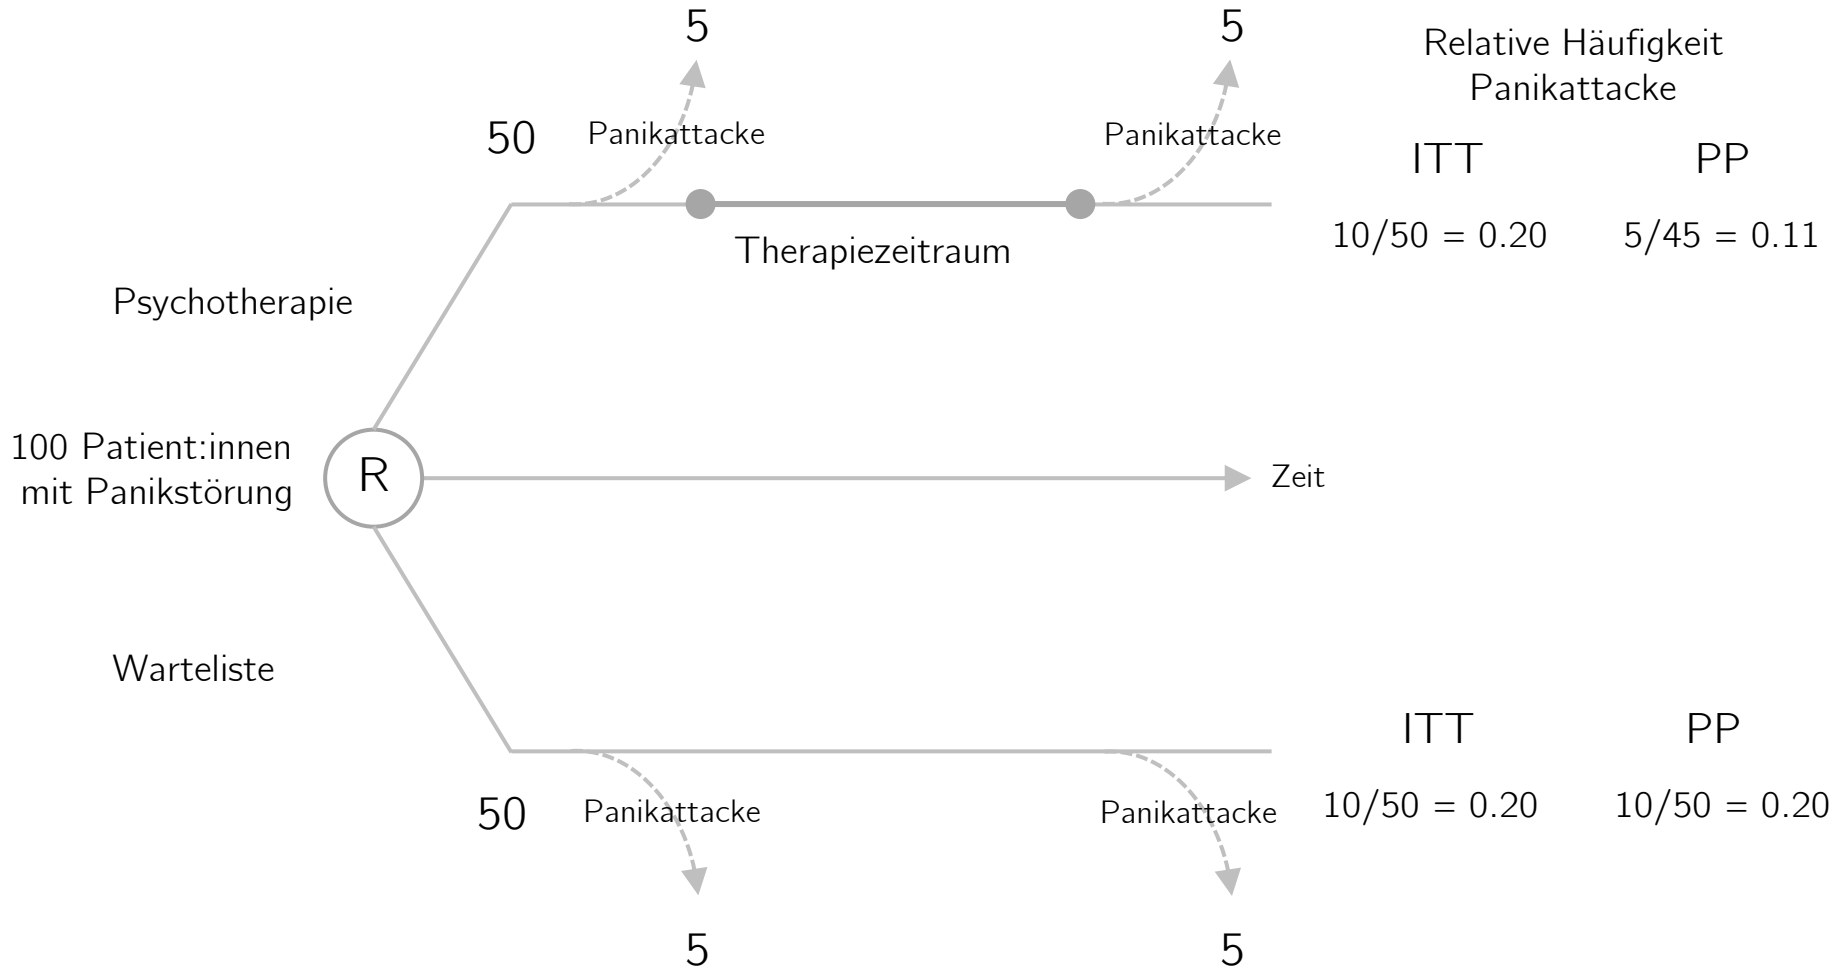 5
5
Relative Häufigkeit
Panikattacke
50
Panikattacke
Panikattacke
ITT
PP
10/50 = 0.20
5/45 = 0.11
Therapiezeitraum
Psychotherapie
100 Patient:innen
mit Panikstörung
R
Zeit
Warteliste
ITT
PP
50
Panikattacke
Panikattacke
10/50 = 0.20
10/50 = 0.20
5
5